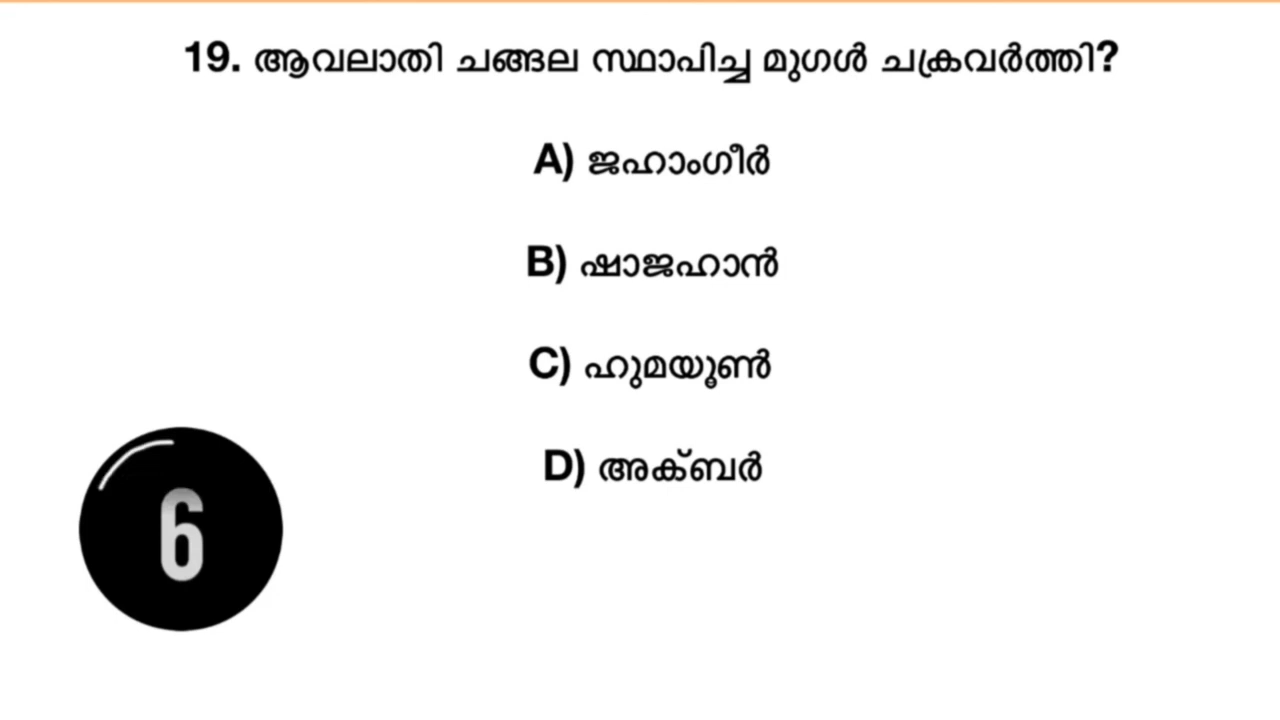 19. ആവലാതി ചങ്ങല സ്ഥാപിച്ച മുഗൾ ചക്രവർത്തി?
A) ജഹാംഗീർ
B) ഷാജഹാൻ
C) ഹുമയൂൺ
D) അക്ബർ
6